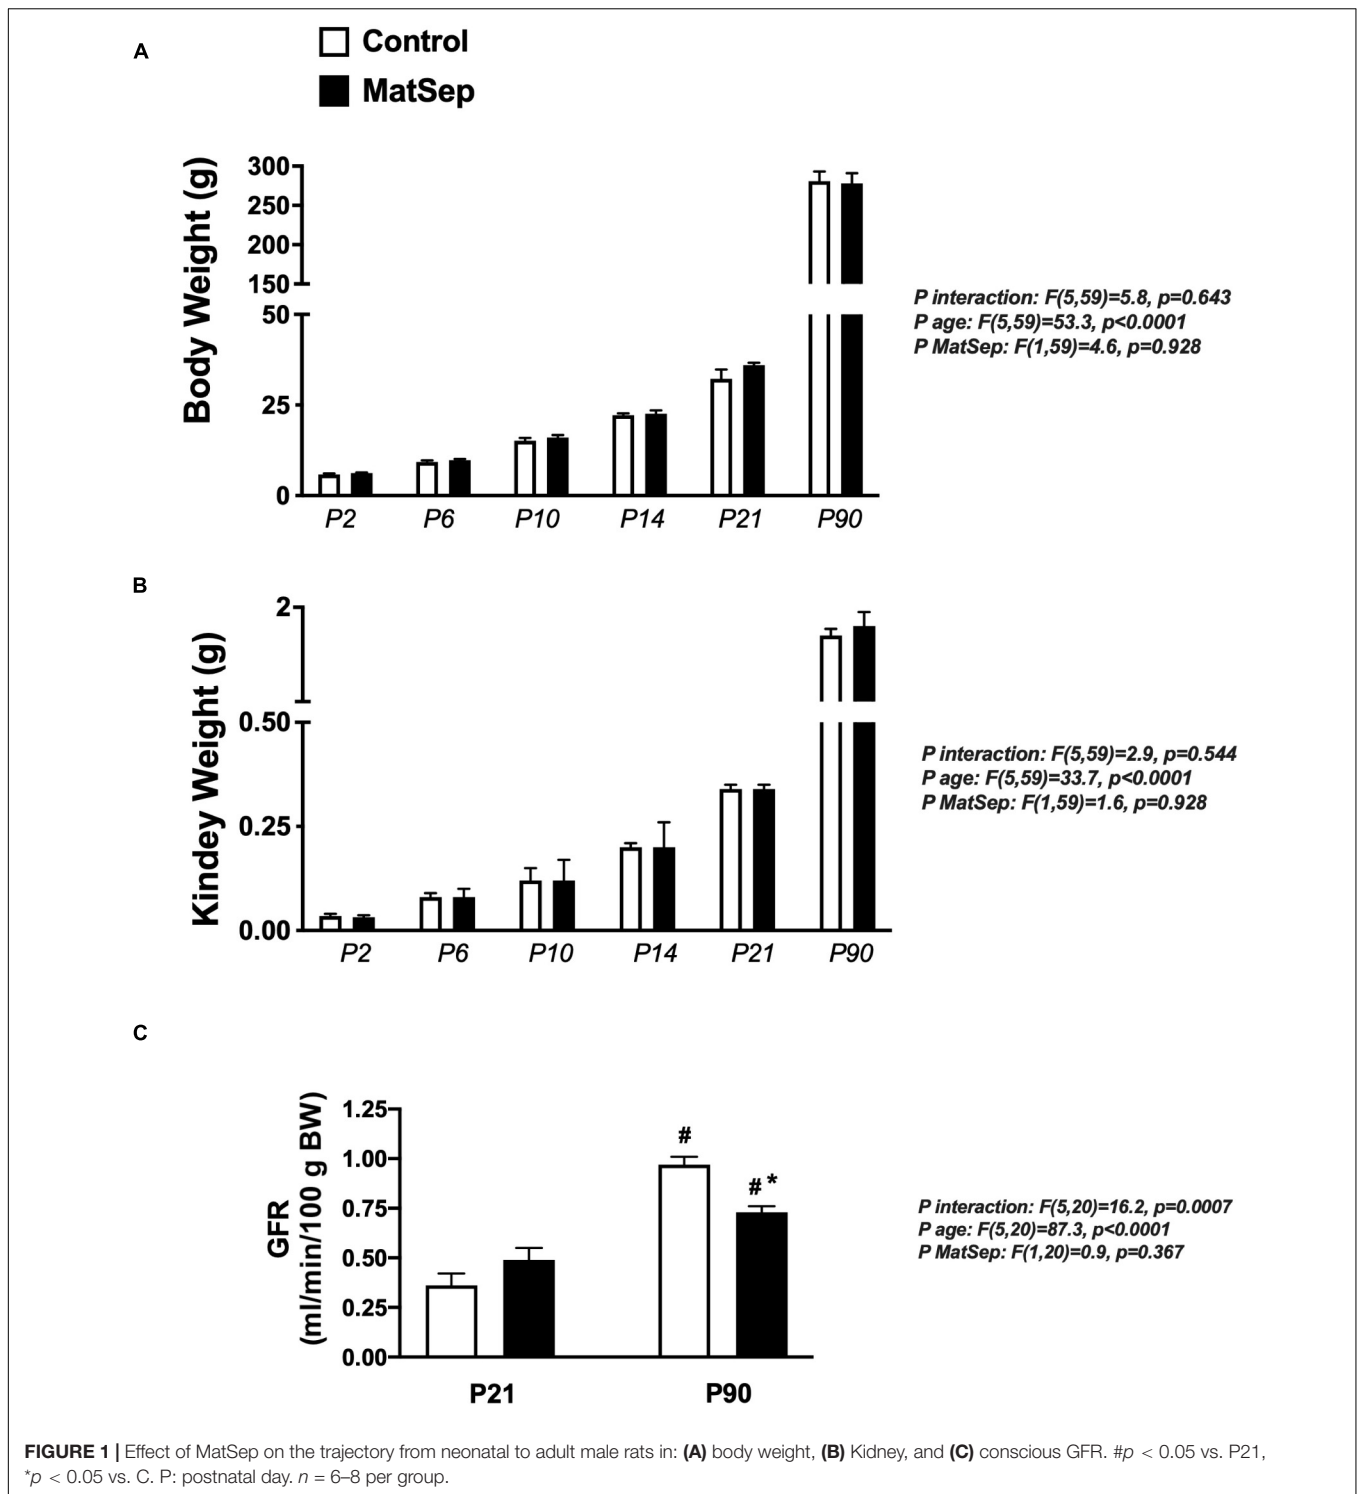 A
Control
MatSep
Body Weight (g)
300
250
200
150
50
25
0
P2 P6 P10 P14 P21 P90
P interaction: F(5,59)=5.8, p=0.643
P age: F(5,59)=53.3, p<0.0001
P MatSep: F(1,59)=4.6, p=0.928
B
Kindey Weight (g)
2
0.50
0.25
0.00
P2 P6 P10 P14 P21 P90
P interaction: F(5,59)=2.9, p=0.544
P age: F(5,59)=33.7, p<0.0001
P MatSep: F(1,59)=1.6, p=0.928
C
GFR
(ml/min/100 g BW)
1.25
1.00
0.75
0.50
0.25
0.00
#
# *
P21 P90
P interaction: F(5,20)=16.2, p=0.0007
P age: F(5,20)=87.3, p<0.0001
P MatSep: F(1,20)=0.9, p=0.367
FIGURE 1 | Effect of MatSep on the trajectory from neonatal to adult male rats in: (A) body weight, (B) Kidney, and (C) conscious GFR. #p < 0.05 vs. P21,
*p < 0.05 vs. C. P: postnatal day. n = 6–8 per group.